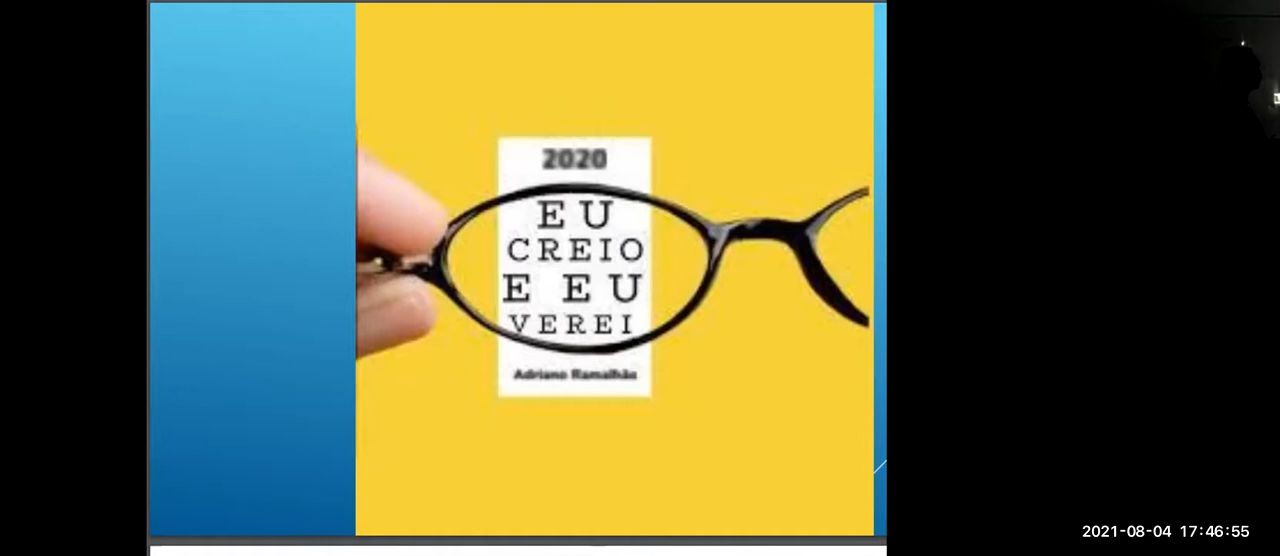 2020
EU
CREIO
E EU
VEREI
Adriano Ramalhão
2021-08-04 17:46:55